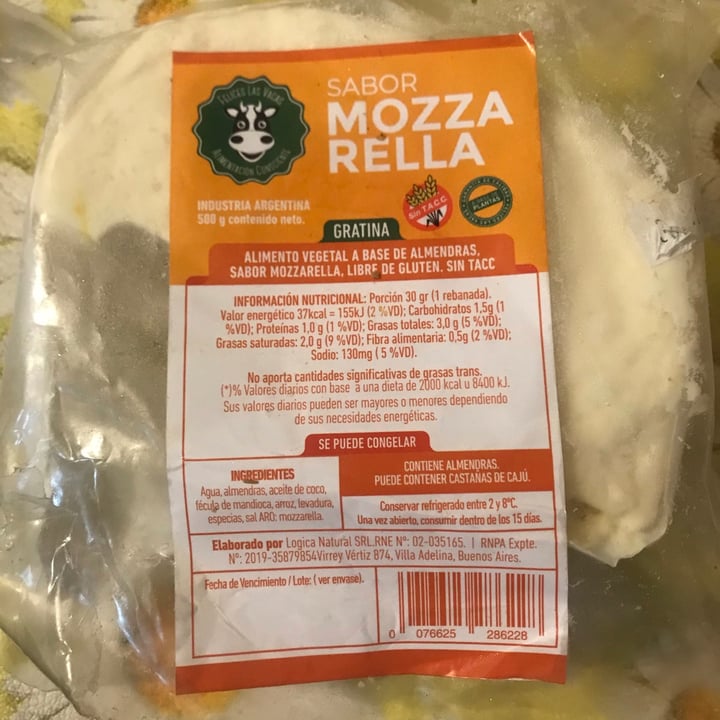 FELICES LAS VACAS
ALIMENTACIÓN CONSCIENTE
SABOR
MOZZA
RELLA
INDUSTRIA ARGENTINA
500 g contenido neto.
Sin T.A.C.C.
PLANTAS
GRATINA
ALIMENTO VEGETAL A BASE DE ALMENDRAS,
SABOR MOZZARELLA, LIBRE DE GLUTEN. SIN TACC
INFORMACIÓN NUTRICIONAL: Porción 30 gr (1 rebanada).
Valor energético 37kcal = 155kJ (2 %VD); Carbohidratos 1,5g (1
%VD); Proteínas 1,0 g (1 %VD); Grasas totales: 3,0 g (5 %VD);
Grasas saturadas: 2,0 g (9 %VD); Fibra alimentaria: 0,5g (2 %VD);
Sodio: 130mg ( 5 %VD).
No aporta cantidades significativas de grasas trans.
(*)% Valores diarios con base a una dieta de 2000 kcal u 8400 kJ.
Sus valores diarios pueden ser mayores o menores dependiendo
de sus necesidades energéticas.
SE PUEDE CONGELAR
INGREDIENTES
Agua, almendras, aceite de coco,
fécula de mandioca, arroz, levadura,
especias, sal ARO: mozzarella.
CONTIENE ALMENDRAS.
PUEDE CONTENER CASTAÑAS DE CAJÚ.
Conservar refrigerado entre 2 y 8°C.
Una vez abierto, consumir dentro de los 15 días.
Elaborado por Logica Natural SRL.RNE N°: 02-035165. | RNPA Expte.
N°: 2019-35879854Virrey Vértiz 874, Villa Adelina, Buenos Aires.
Fecha de Vencimiento / Lote: ( ver envase).
0 076625 286228